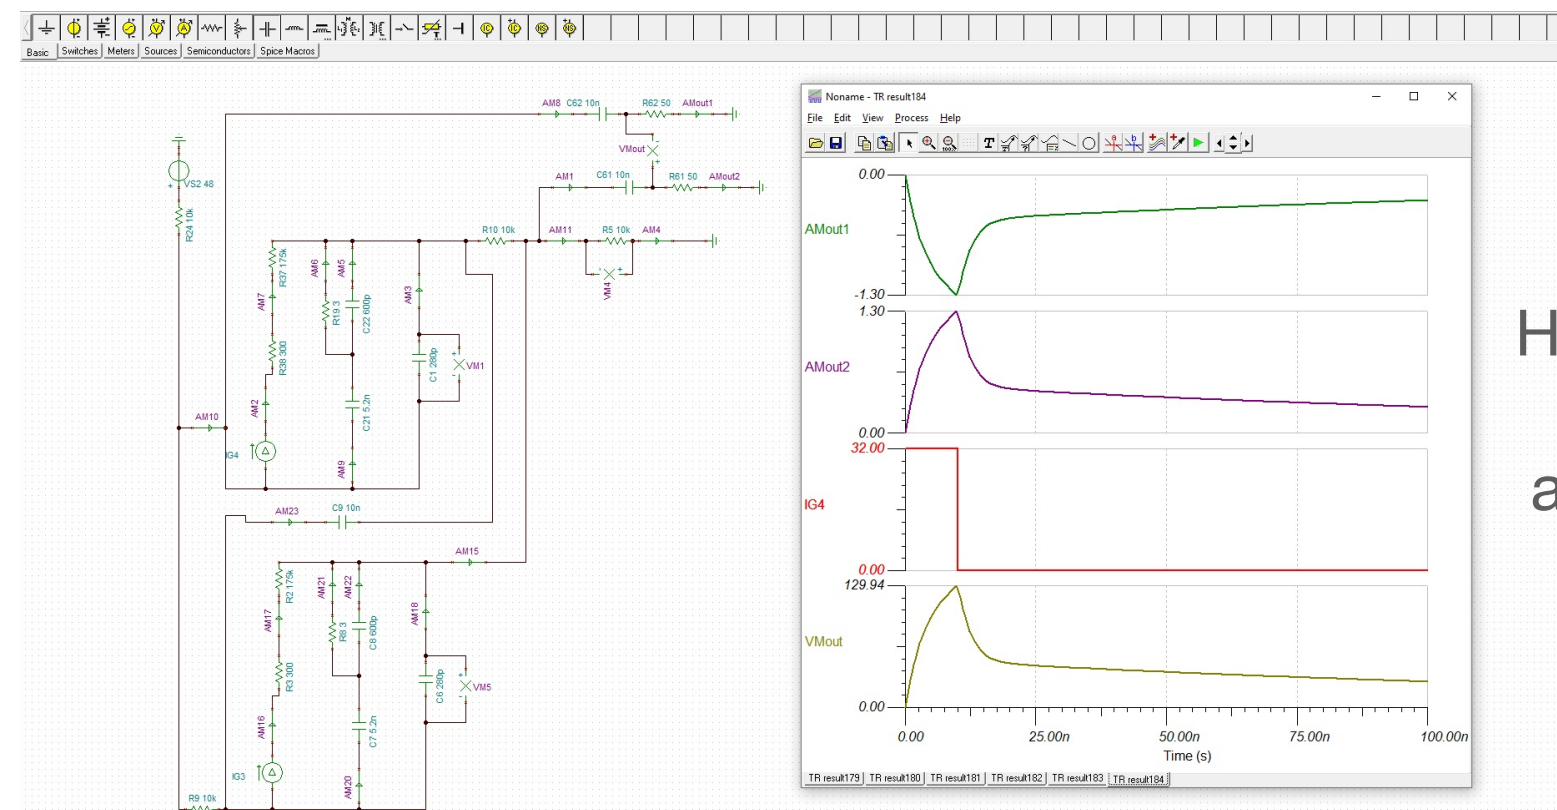 Basic Switches Meters Sources Semiconductors Spice Macros
Noname - TR result184
File Edit View Process Help
AM8 C62 10n R62 50 AMout1
VMout
AM1 C61 10n R61 50 AMout2
VS2 48
R24 10k
R10 10k AM11 R5 10k AM4
VM4
R37 175k
AM6
AM5
AM7
R19 3
C22 600p
AM3
R38 300
C1 280p
VM1
AM2
C21 5.2n
AM10
IG4
AM9
AM23 C9 10n
AM15
R2 175k
AM21
AM22
AM17
R8 3
C8 600p
AM18
R3 300
C6 280p
VM5
AM16
C7 5.2n
IG3
AM20
R9 10k
0.00
AMout1
-1.30
1.30
AMout2
0.00
32.00
IG4
0.00
129.94
VMout
0.00
0.00 25.00n 50.00n 75.00n 100.00n
Time (s)
TR result179 TR result180 TR result181 TR result182 TR result183 TR result184
H
a